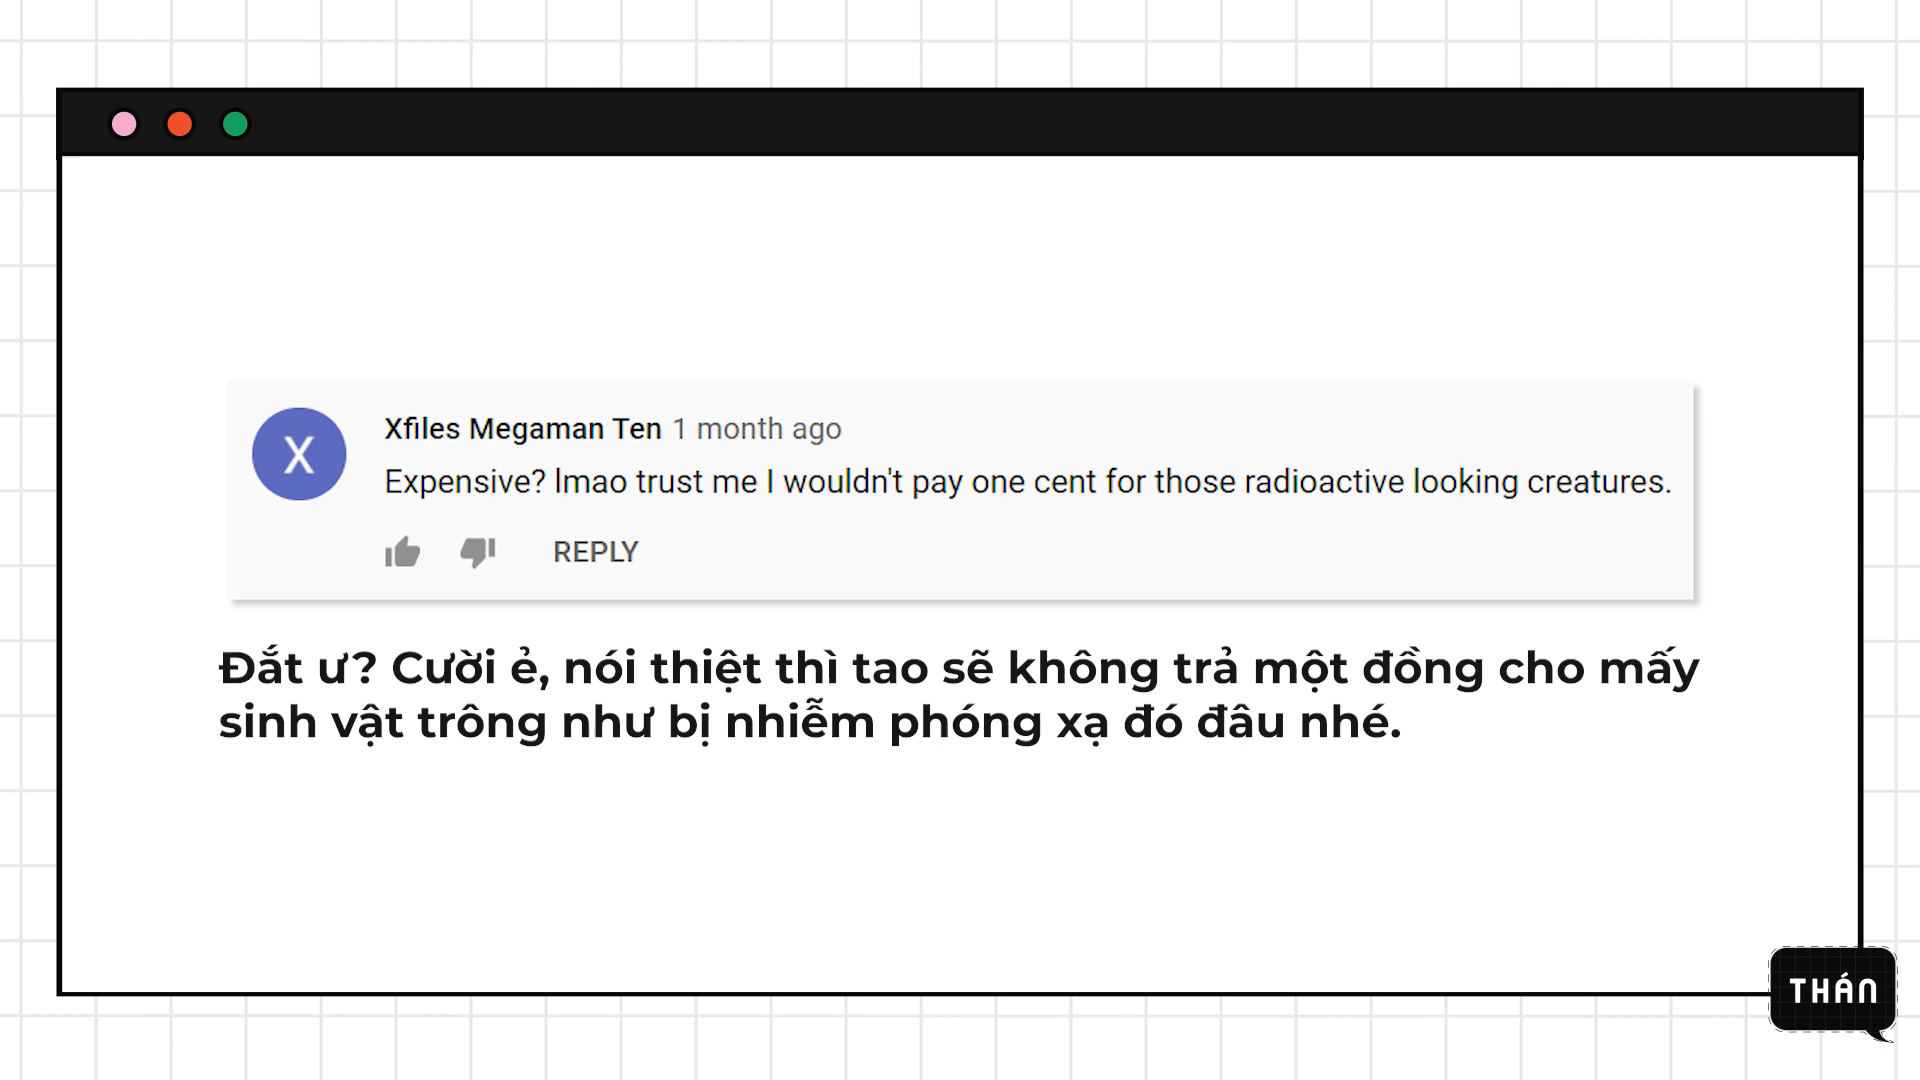 X
Xfiles Megaman Ten 1 month ago
Expensive? lmao trust me I wouldn't pay one cent for those radioactive looking creatures.
REPLY
Đắt ư? Cười ẻ, nói thiệt thì tao sẽ không trả một đồng cho mấy
sinh vật trông như bị nhiễm phóng xạ đó đâu nhé.
THÁN